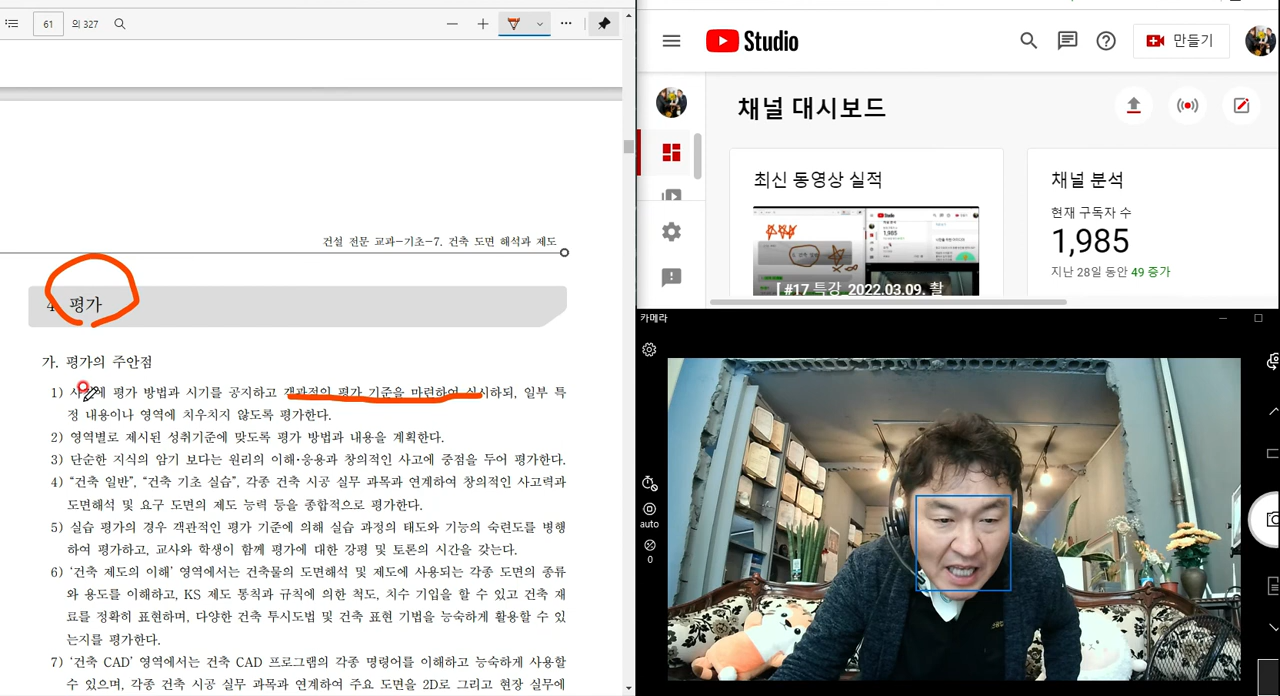 61
의 327
건설 전문 교과-기초-7. 건축 도면 해석과 제도
4. 평가
가. 평가의 주안점
1) 사전에 평가 방법과 시기를 공지하고 객관적인 평가 기준을 마련하여 실시하되, 일부 특
정 내용이나 영역에 치우치지 않도록 평가한다.
2) 영역별로 제시된 성취기준에 맞도록 평가 방법과 내용을 계획한다.
3) 단순한 지식의 암기 보다는 원리의 이해·응용과 창의적인 사고에 중점을 두어 평가한다.
4) “건축 일반”, “건축 기초 실습”, 각종 건축 시공 실무 과목과 연계하여 창의적인 사고력과
도면해석 및 요구 도면의 제도 능력 등을 종합적으로 평가한다.
5) 실습 평가의 경우 객관적인 평가 기준에 의해 실습 과정의 태도와 기능의 숙련도를 병행
하여 평가하고, 교사와 학생이 함께 평가에 대한 강평 및 토론의 시간을 갖는다.
6) ‘건축 제도의 이해’ 영역에서는 건축물의 도면해석 및 제도에 사용되는 각종 도면의 종류
와 용도를 이해하고, KS 제도 통칙과 규칙에 의한 척도, 치수 기입을 할 수 있고 건축 재
료를 정확히 표현하며, 다양한 건축 투시도법 및 건축 표현 기법을 능숙하게 활용할 수 있
는지를 평가한다.
7) ‘건축 CAD’ 영역에서는 건축 CAD 프로그램의 각종 명령어를 이해하고 능숙하게 사용할
수 있으며, 각종 건축 시공 실무 과목과 연계하여 주요 도면을 2D로 그리고 현장 실무에
Studio
만들기
채널 대시보드
최신 동영상 실적
Studio
1,985
[ #17 특강 2022.03.09. 촬
채널 분석
현재 구독자 수
1,985
지난 28일 동안 49 증가
카메라
auto
0